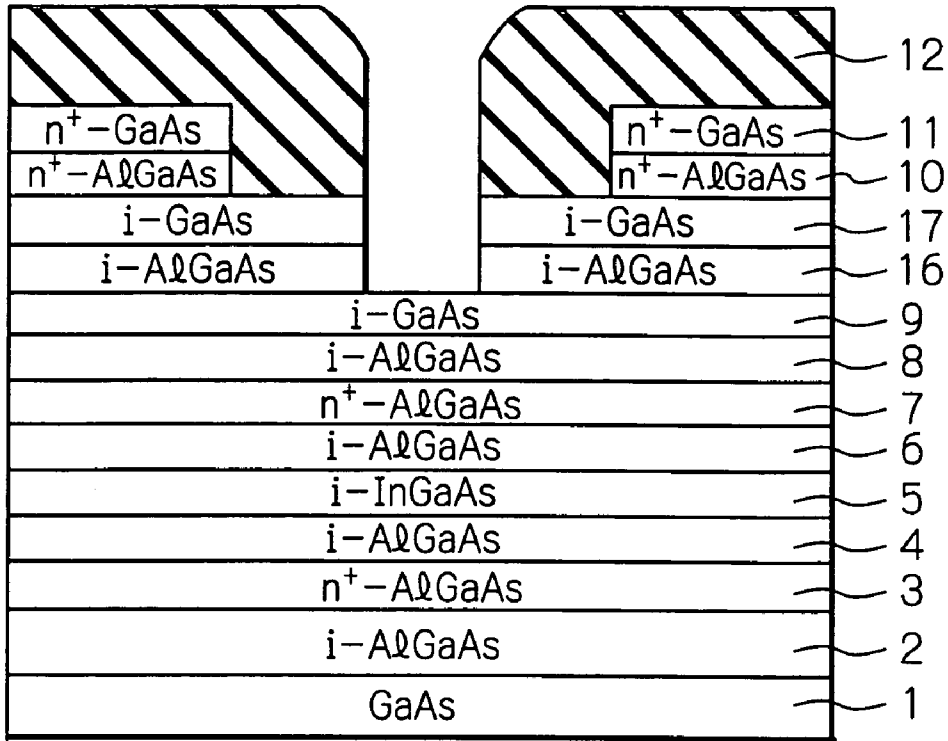 12
n⁺-GaAs n⁺-GaAs 11
n⁺-AlGaAs n⁺-AlGaAs 10
i-GaAs i-GaAs 17
i-AlGaAs i-AlGaAs 16
i-GaAs 9
i-AlGaAs 8
n⁺-AlGaAs 7
i-AlGaAs 6
i-InGaAs 5
i-AlGaAs 4
n⁺-AlGaAs 3
i-AlGaAs 2
GaAs 1